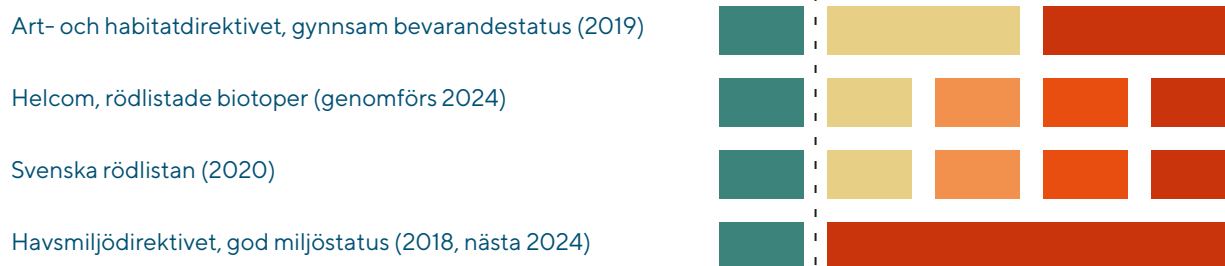 Art- och habitatdirektivet, gynnsam bevarandestatus (2019)
Helcom, rödlistade biotoper (genomförs 2024)
Svenska rödlistan (2020)
Havsmiljödirektivet, god miljöstatus (2018, nästa 2024)